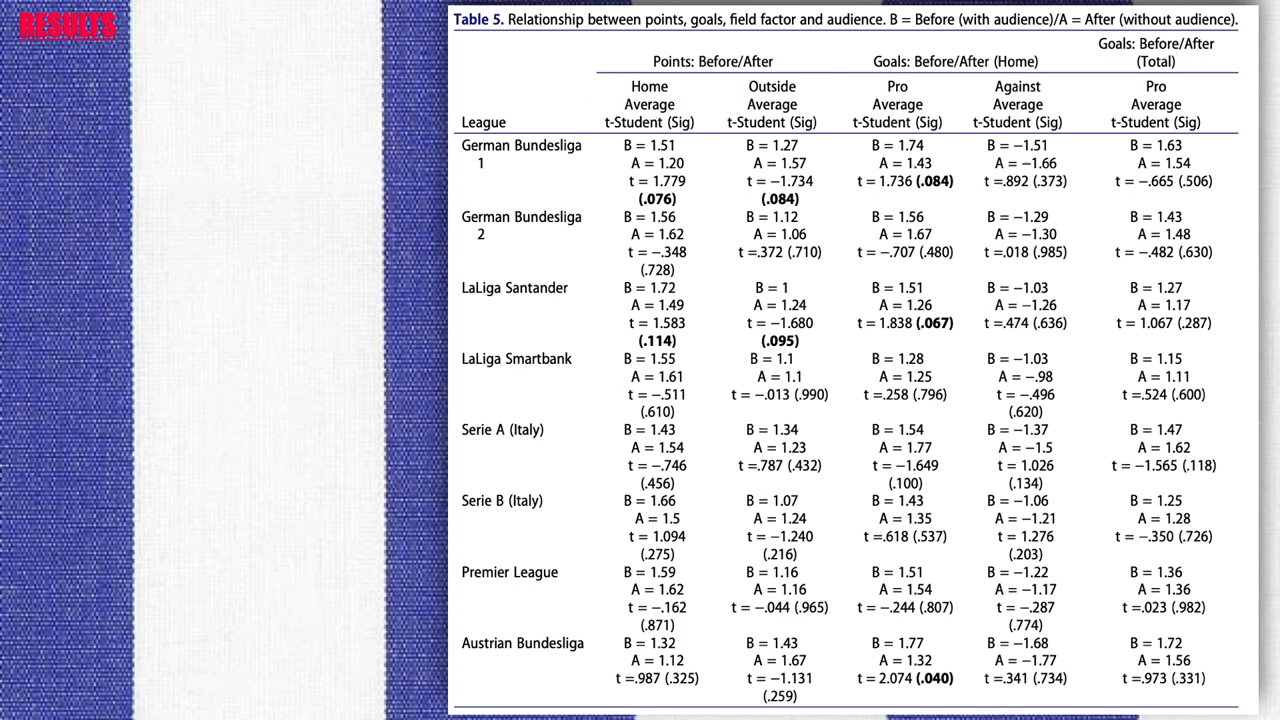 RESULTS
Table 5. Relationship between points, goals, field factor and audience. B = Before (with audience)/A = After (without audience).
Points: Before/After Goals: Before/After (Home) Goals: Before/After (Total)
League Home Average t-Student (Sig) Outside Average t-Student (Sig) Pro Average t-Student (Sig) Against Average t-Student (Sig) Pro Average t-Student (Sig)
German Bundesliga B = 1.51 B = 1.27 B = 1.74 B = −1.51 B = 1.63
1 A = 1.20 A = 1.57 A = 1.43 A = −1.66 A = 1.54
t = 1.779 t = −1.734 t = 1.736 (.084) t =.892 (.373) t = −.665 (.506)
(.076) (.084)
German Bundesliga B = 1.56 B = 1.12 B = 1.56 B = −1.29 B = 1.43
2 A = 1.62 A = 1.06 A = 1.67 A = −1.30 A = 1.48
t = −.348 t =.372 (.710) t = −.707 (.480) t =.018 (.985) t = −.482 (.630)
(.728)
LaLiga Santander B = 1.72 B = 1 B = 1.51 B = −1.03 B = 1.27
A = 1.49 A = 1.24 A = 1.26 A = −1.26 A = 1.17
t = 1.583 t = −1.680 t = 1.838 (.067) t =.474 (.636) t = 1.067 (.287)
(.114) (.095)
LaLiga Smartbank B = 1.55 B = 1.1 B = 1.28 B = −1.03 B = 1.15
A = 1.61 A = 1.1 A = 1.25 A = −.98 A = 1.11
t = −.511 t = −.013 (.990) t =.258 (.796) t = −.496 t =.524 (.600)
(.610) (.620)
Serie A (Italy) B = 1.43 B = 1.34 B = 1.54 B = −1.37 B = 1.47
A = 1.54 A = 1.23 A = 1.77 A = −1.5 A = 1.62
t = −.746 t =.787 (.432) t = −1.649 t = 1.026 t = −1.565 (.118)
(.456) (.100) (.134)
Serie B (Italy) B = 1.66 B = 1.07 B = 1.43 B = −1.06 B = 1.25
A = 1.5 A = 1.24 A = 1.35 A = −1.21 A = 1.28
t = 1.094 t = −1.240 t =.618 (.537) t = 1.276 t = −.350 (.726)
(.275) (.216) (.203)
Premier League B = 1.59 B = 1.16 B = 1.51 B = −1.22 B = 1.36
A = 1.62 A = 1.16 A = 1.54 A = −1.17 A = 1.36
t = −.162 t = −.044 (.965) t = −.244 (.807) t = −.287 t =.023 (.982)
(.871) (.774)
Austrian Bundesliga B = 1.32 B = 1.43 B = 1.77 B = −1.68 B = 1.72
A = 1.12 A = 1.67 A = 1.32 A = −1.77 A = 1.56
t =.987 (.325) t = −1.131 t = 2.074 (.040) t =.341 (.734) t =.973 (.331)
(.259)